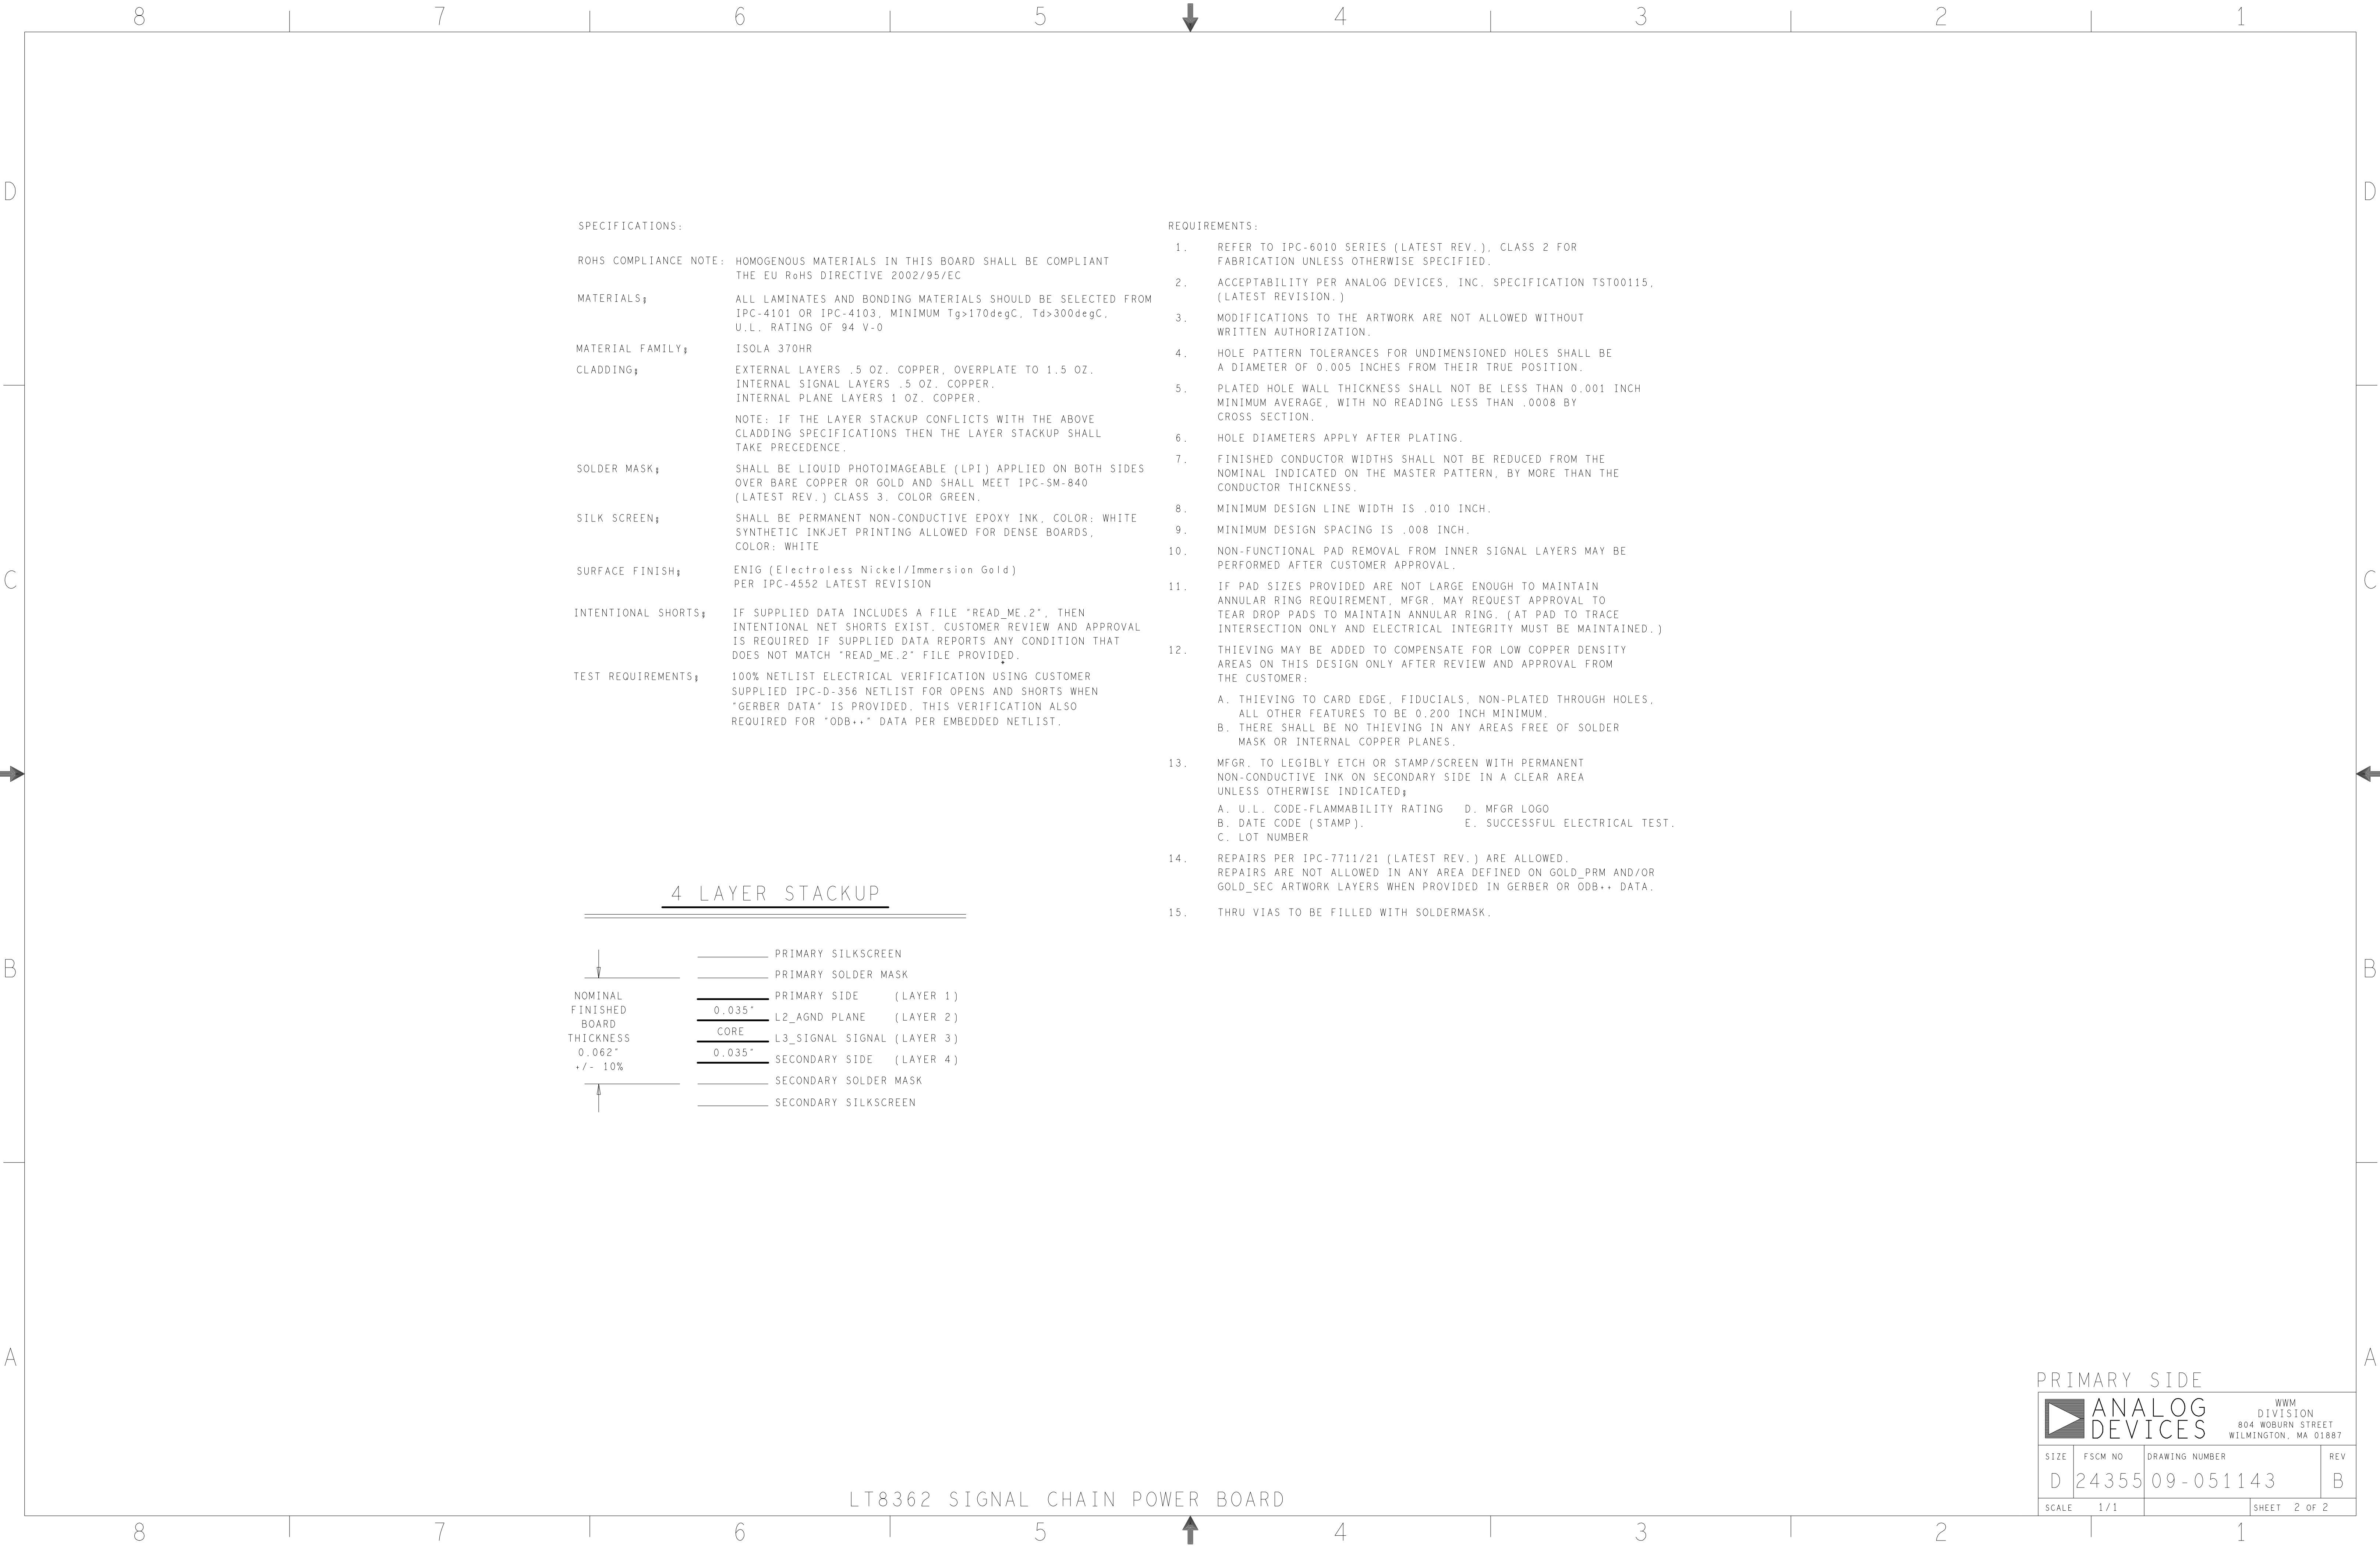 8 7 6 5 4 3 2 1
D D
C C
B B
A A
SPECIFICATIONS:
ROHS COMPLIANCE NOTE: HOMOGENOUS MATERIALS IN THIS BOARD SHALL BE COMPLIANT
THE EU RoHS DIRECTIVE 2002/95/EC
MATERIALS: ALL LAMINATES AND BONDING MATERIALS SHOULD BE SELECTED FROM
IPC-4101 OR IPC-4103, MINIMUM Tg>170degC, Td>300degC,
U.L. RATING OF 94 V-0
MATERIAL FAMILY: ISOLA 370HR
CLADDING: EXTERNAL LAYERS .5 OZ. COPPER, OVERPLATE TO 1.5 OZ.
INTERNAL SIGNAL LAYERS .5 OZ. COPPER.
INTERNAL PLANE LAYERS 1 OZ. COPPER.
NOTE: IF THE LAYER STACKUP CONFLICTS WITH THE ABOVE
CLADDING SPECIFICATIONS THEN THE LAYER STACKUP SHALL
TAKE PRECEDENCE.
SOLDER MASK: SHALL BE LIQUID PHOTOIMAGEABLE (LPI) APPLIED ON BOTH SIDES
OVER BARE COPPER OR GOLD AND SHALL MEET IPC-SM-840
(LATEST REV.) CLASS 3. COLOR GREEN.
SILK SCREEN: SHALL BE PERMANENT NON-CONDUCTIVE EPOXY INK, COLOR: WHITE
SYNTHETIC INKJET PRINTING ALLOWED FOR DENSE BOARDS,
COLOR: WHITE
SURFACE FINISH: ENIG (Electroless Nickel/Immersion Gold)
PER IPC-4552 LATEST REVISION
INTENTIONAL SHORTS: IF SUPPLIED DATA INCLUDES A FILE "READ_ME.2", THEN
INTENTIONAL NET SHORTS EXIST. CUSTOMER REVIEW AND APPROVAL
IS REQUIRED IF SUPPLIED DATA REPORTS ANY CONDITION THAT
DOES NOT MATCH "READ_ME.2" FILE PROVIDED.
TEST REQUIREMENTS: 100% NETLIST ELECTRICAL VERIFICATION USING CUSTOMER
SUPPLIED IPC-D-356 NETLIST FOR OPENS AND SHORTS WHEN
"GERBER DATA" IS PROVIDED. THIS VERIFICATION ALSO
REQUIRED FOR "ODB++" DATA PER EMBEDDED NETLIST.
REQUIREMENTS:
1. REFER TO IPC-6010 SERIES (LATEST REV.), CLASS 2 FOR
FABRICATION UNLESS OTHERWISE SPECIFIED.
2. ACCEPTABILITY PER ANALOG DEVICES, INC. SPECIFICATION TST00115,
(LATEST REVISION.)
3. MODIFICATIONS TO THE ARTWORK ARE NOT ALLOWED WITHOUT
WRITTEN AUTHORIZATION.
4. HOLE PATTERN TOLERANCES FOR UNDIMENSIONED HOLES SHALL BE
A DIAMETER OF 0.005 INCHES FROM THEIR TRUE POSITION.
5. PLATED HOLE WALL THICKNESS SHALL NOT BE LESS THAN 0.001 INCH
MINIMUM AVERAGE, WITH NO READING LESS THAN .0008 BY
CROSS SECTION.
6. HOLE DIAMETERS APPLY AFTER PLATING.
7. FINISHED CONDUCTOR WIDTHS SHALL NOT BE REDUCED FROM THE
NOMINAL INDICATED ON THE MASTER PATTERN, BY MORE THAN THE
CONDUCTOR THICKNESS.
8. MINIMUM DESIGN LINE WIDTH IS .010 INCH.
9. MINIMUM DESIGN SPACING IS .008 INCH.
10. NON-FUNCTIONAL PAD REMOVAL FROM INNER SIGNAL LAYERS MAY BE
PERFORMED AFTER CUSTOMER APPROVAL.
11. IF PAD SIZES PROVIDED ARE NOT LARGE ENOUGH TO MAINTAIN
ANNULAR RING REQUIREMENT, MFGR. MAY REQUEST APPROVAL TO
TEAR DROP PADS TO MAINTAIN ANNULAR RING. (AT PAD TO TRACE
INTERSECTION ONLY AND ELECTRICAL INTEGRITY MUST BE MAINTAINED.)
12. THIEVING MAY BE ADDED TO COMPENSATE FOR LOW COPPER DENSITY
AREAS ON THIS DESIGN ONLY AFTER REVIEW AND APPROVAL FROM
THE CUSTOMER:
A. THIEVING TO CARD EDGE, FIDUCIALS, NON-PLATED THROUGH HOLES,
ALL OTHER FEATURES TO BE 0.200 INCH MINIMUM.
B. THERE SHALL BE NO THIEVING IN ANY AREAS FREE OF SOLDER
MASK OR INTERNAL COPPER PLANES.
13. MFGR. TO LEGIBLY ETCH OR STAMP/SCREEN WITH PERMANENT
NON-CONDUCTIVE INK ON SECONDARY SIDE IN A CLEAR AREA
UNLESS OTHERWISE INDICATED:
A. U.L. CODE-FLAMMABILITY RATING D. MFGR LOGO
B. DATE CODE (STAMP). E. SUCCESSFUL ELECTRICAL TEST.
C. LOT NUMBER
14. REPAIRS PER IPC-7711/21 (LATEST REV.) ARE ALLOWED.
REPAIRS ARE NOT ALLOWED IN ANY AREA DEFINED ON GOLD_PRM AND/OR
GOLD_SEC ARTWORK LAYERS WHEN PROVIDED IN GERBER OR ODB++ DATA.
15. THRU VIAS TO BE FILLED WITH SOLDERMASK.
4 LAYER STACKUP
PRIMARY SILKSCREEN
PRIMARY SOLDER MASK
PRIMARY SIDE (LAYER 1)
0.035"
L2_AGND PLANE (LAYER 2)
CORE
L3_SIGNAL SIGNAL (LAYER 3)
0.035"
SECONDARY SIDE (LAYER 4)
SECONDARY SOLDER MASK
SECONDARY SILKSCREEN
NOMINAL
FINISHED
BOARD
THICKNESS
0.062"
+/- 10%
PRIMARY SIDE
ANALOG
DEVICES
WWM
DIVISION
804 WOBURN STREET
WILMINGTON, MA 01887
SIZE FSCM NO DRAWING NUMBER REV
D 24355 09-051143 B
SCALE 1/1 SHEET 2 OF 2
LT8362 SIGNAL CHAIN POWER BOARD
8 7 6 5 4 3 2 1